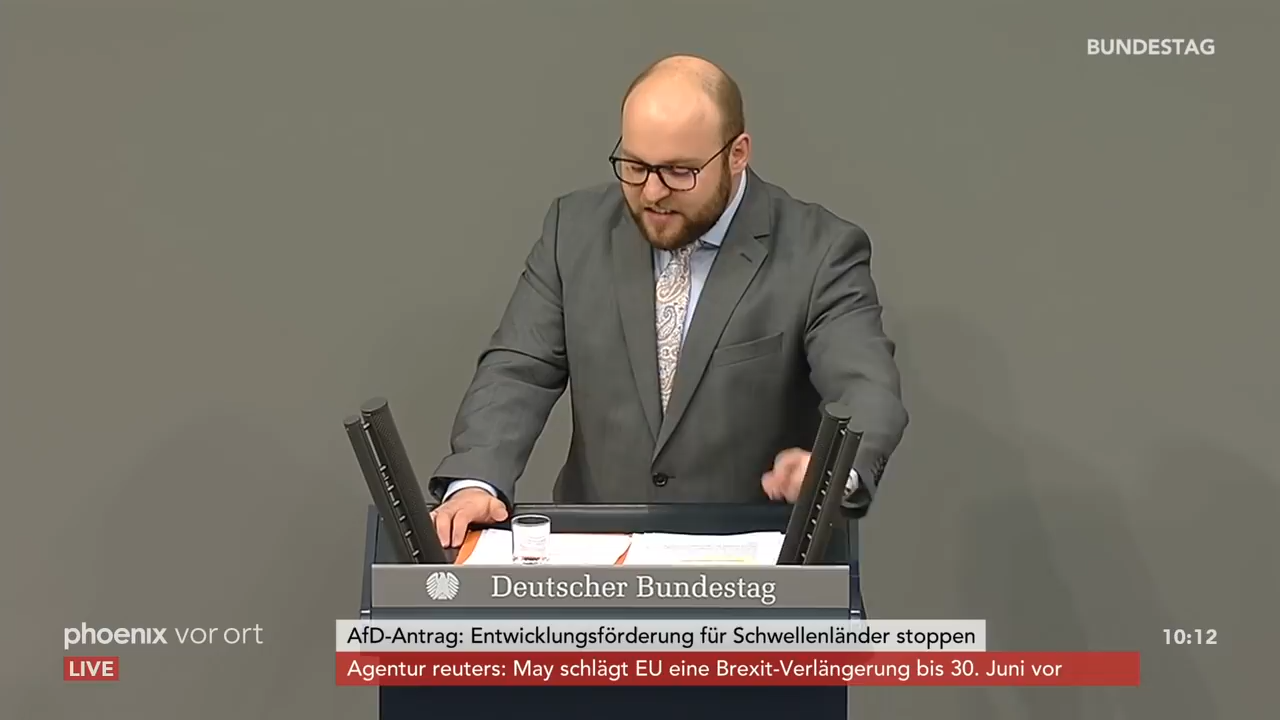 BUNDESTAG
Deutscher Bundestag
phoenix vor ort
LIVE
AfD-Antrag: Entwicklungsförderung für Schwellenländer stoppen
Agentur reuters: May schlägt EU eine Brexit-Verlängerung bis 30. Juni vor
10:12